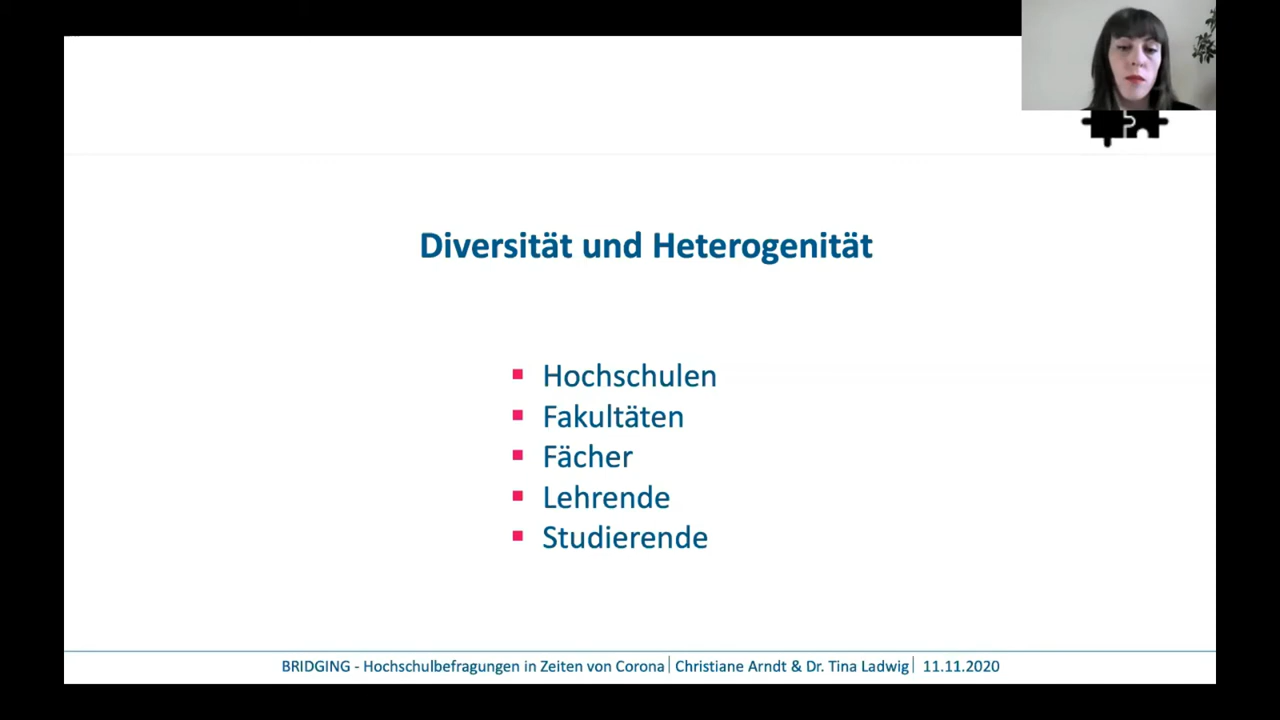 Diversität und Heterogenität
Hochschulen
Fakultäten
Fächer
Lehrende
Studierende
BRIDGING - Hochschulbefragungen in Zeiten von Corona | Christiane Arndt & Dr. Tina Ladwig | 11.11.2020